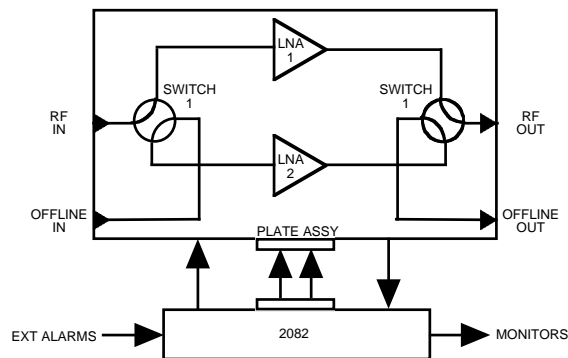 LNA
1
SWITCH
1
SWITCH
1
RF
IN
RF
OUT
LNA
2
OFFLINE
IN
OFFLINE
OUT
PLATE ASSY
EXT ALARMS
2082
MONITORS